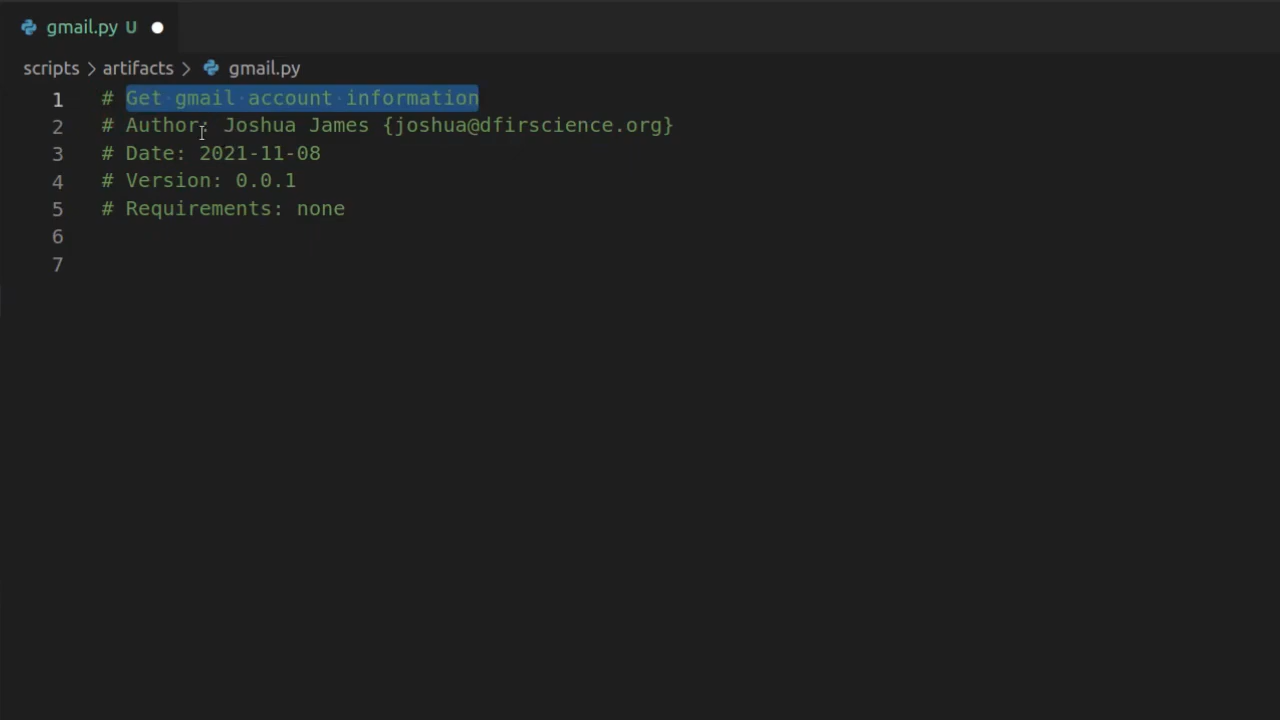 gmail.py U
scripts > artifacts > gmail.py
1 # Get gmail account information
2 # Author: Joshua James {joshua@dfirscience.org}
3 # Date: 2021-11-08
4 # Version: 0.0.1
5 # Requirements: none
6
7